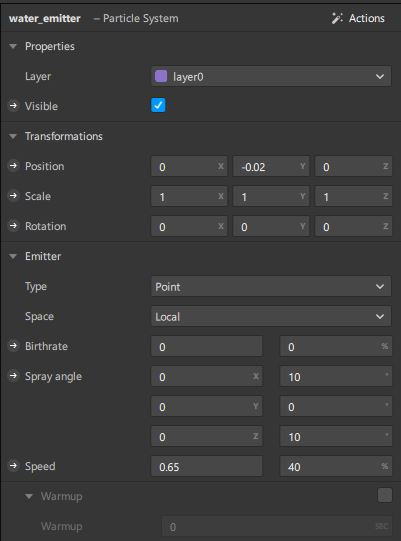 water_emitter – Particle System Actions
Properties
Layer layer0
Visible
Transformations
Position 0 X -0.02 Y 0 Z
Scale 1 X 1 Y 1 Z
Rotation 0 X 0 Y 0 Z
Emitter
Type Point
Space Local
Birthrate 0 0 %
Spray angle 0 X 10 °
0 Y 0 °
0 Z 10 °
Speed 0.65 40 %
Warmup
Warmup 0 SEC